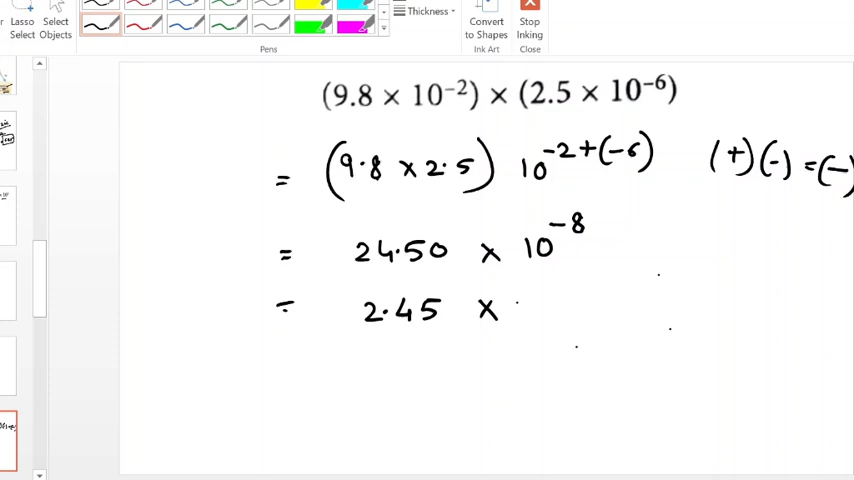 Lasso Select
Select Objects
Thickness
Convert to Shapes
Stop Inking
Pens
Ink Art
Close
(9.8 × 10⁻²) × (2.5 × 10⁻⁶)
= (9.8 × 2.5) 10⁻²⁺⁽⁻⁶⁾ (+)(-) = (-)
= 24.50 × 10⁻⁸
= 2.45 ×